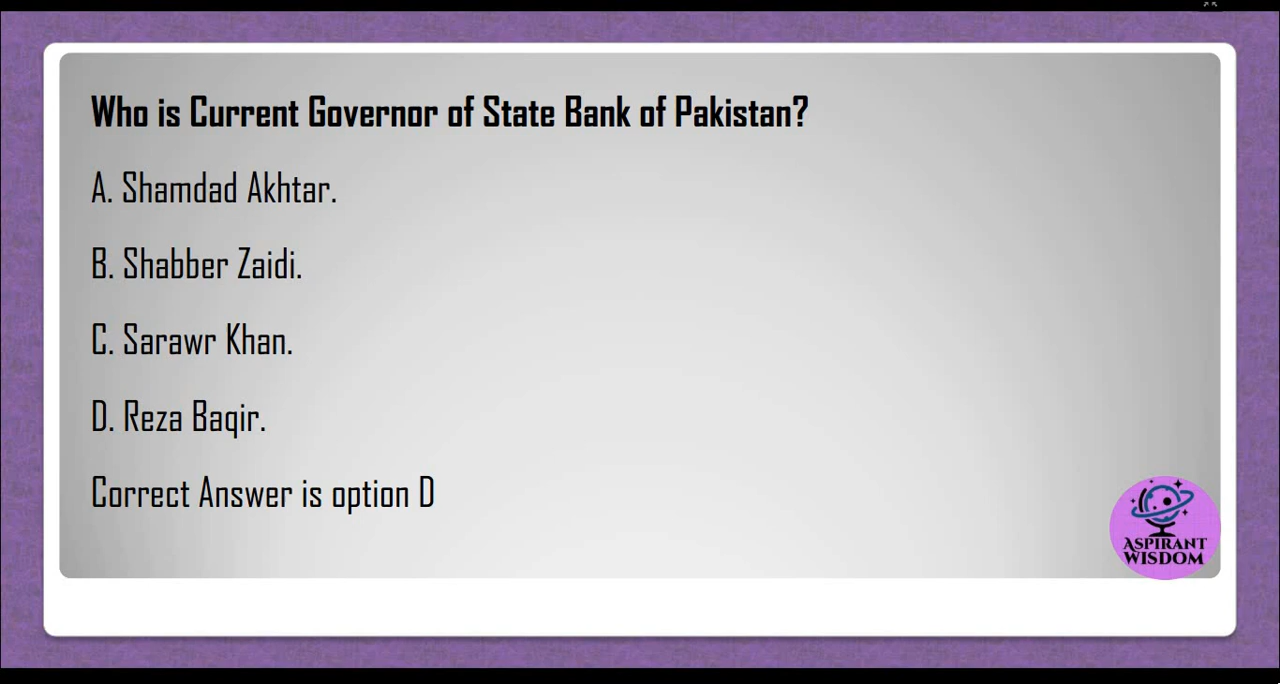 Who is Current Governor of State Bank of Pakistan?
A. Shamdad Akhtar.
B. Shabber Zaidi.
C. Sarawr Khan.
D. Reza Baqir.
Correct Answer is option D
ASPIRANT
WISDOM